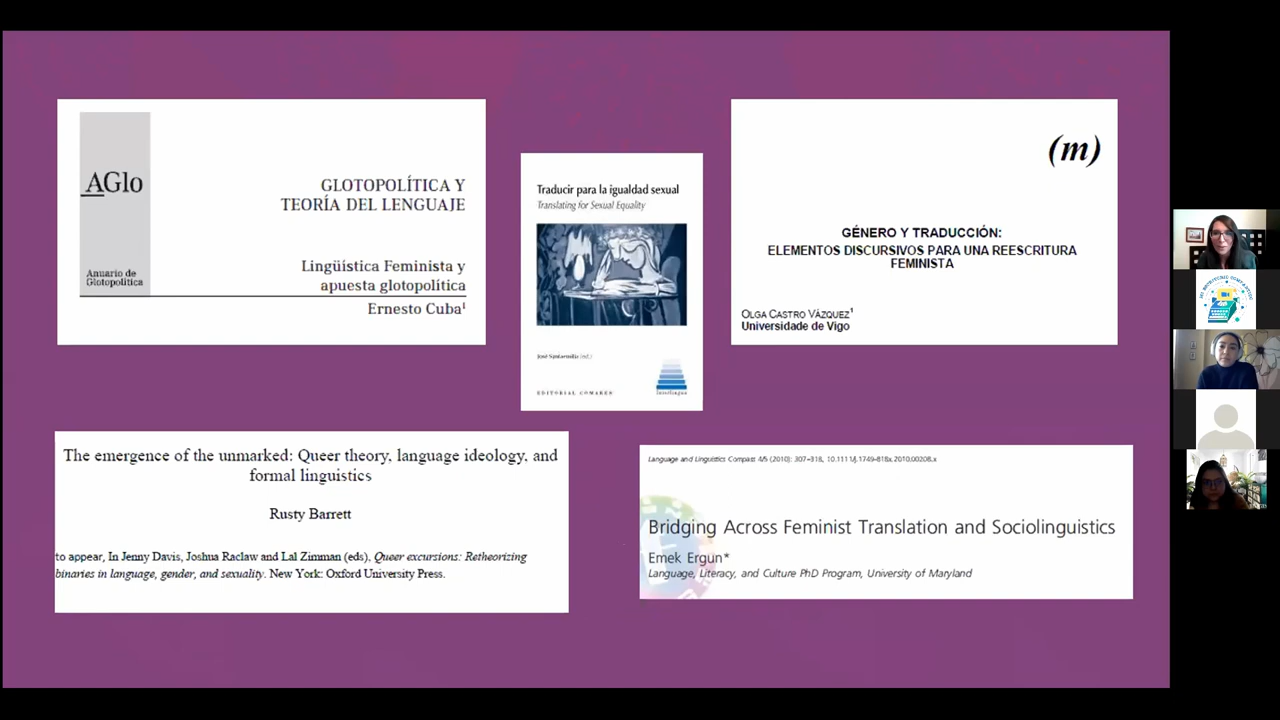 AGlo
Anuario de
Glotopolítica
GLOTOPOLÍTICA Y
TEORÍA DEL LENGUAJE
Lingüística Feminista y
apuesta glotopolítica
Ernesto Cuba¹
Traducir para la igualdad sexual
Translating for Sexual Equality
José Santaemilia (ed.)
EDITORIAL COMARES
interlingua
(m)
GÉNERO Y TRADUCCIÓN:
ELEMENTOS DISCURSIVOS PARA UNA REESCRITURA
FEMINISTA
OLGA CASTRO VÁZQUEZ¹
Universidade de Vigo
The emergence of the unmarked: Queer theory, language ideology, and
formal linguistics
Rusty Barrett
to appear, In Jenny Davis, Joshua Raclaw and Lal Zimman (eds), Queer excursions: Retheorizing
binaries in language, gender, and sexuality. New York: Oxford University Press.
Language and Linguistics Compass 4/5 (2010): 307–318, 10.1111/j.1749-818x.2010.00208.x
Bridging Across Feminist Translation and Sociolinguistics
Emek Ergun*
Language, Literacy, and Culture PhD Program, University of Maryland